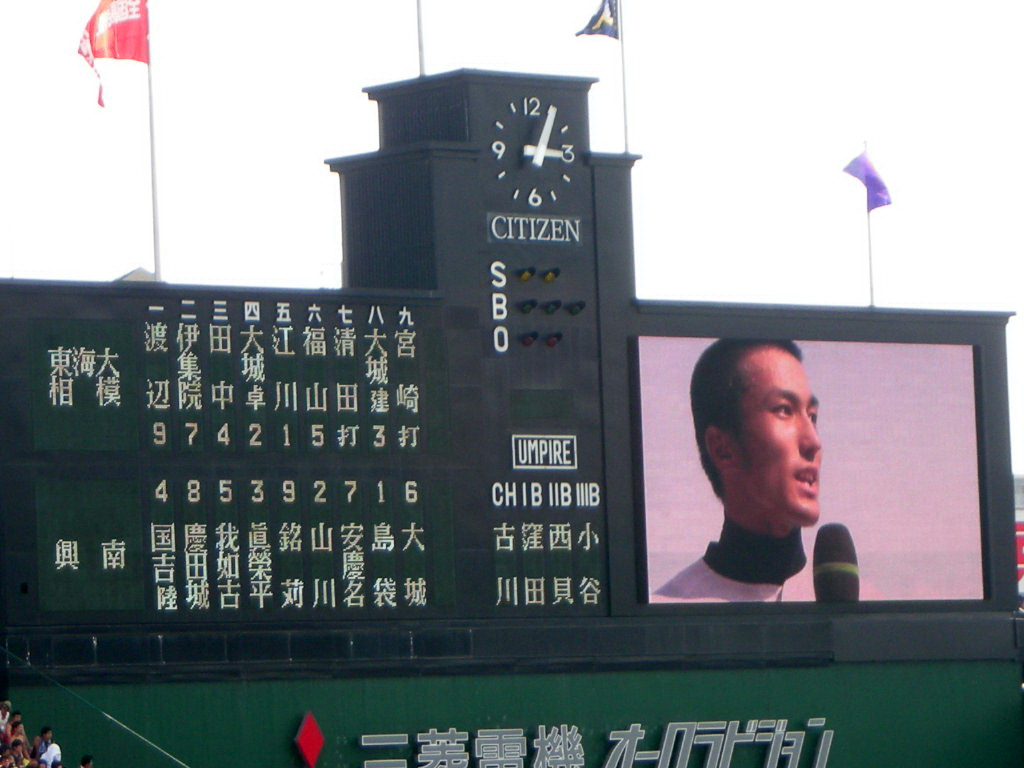 12
9 3
6
CITIZEN
S
B
O
一 二 三 四 五 六 七 八 九
東海大相模
渡辺 伊集院 田中 大城卓 江川 福山 清田 大城建 宮崎
9 7 4 2 1 5 打 3 打
UMPIRE
4 8 5 3 9 2 7 1 6
CH IB IIB IIIB
興南
国吉陸 慶田城 我如古 眞榮平 銘苅 山川 安慶名 島袋 大城
古川 窪田 西貝 小谷
三菱電機 オーロラビジョン